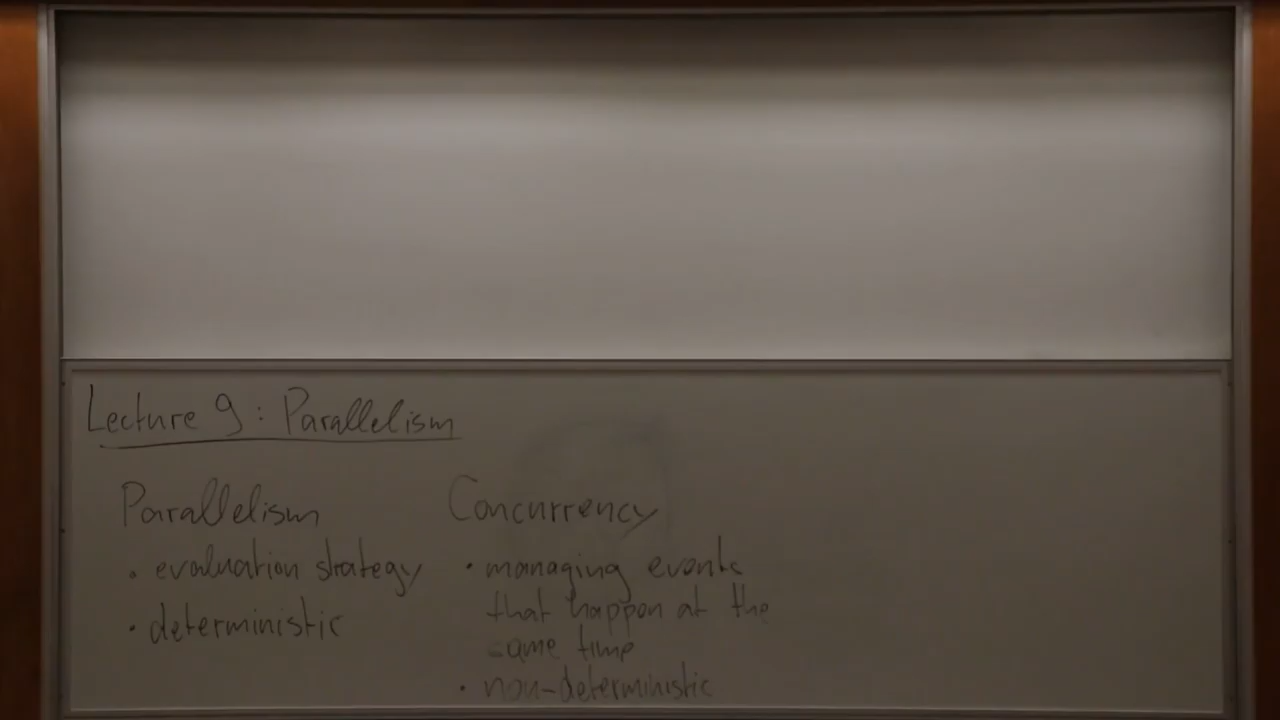 Lecture 9: Parallelism
Parallelism
• evaluation strategy
• deterministic
Concurrency
• managing events
that happen at the
same time
• non-deterministic